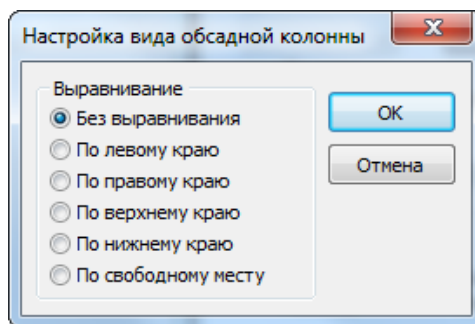 Настройка вида обсадной колонны
Выравнивание
Без выравнивания
По левому краю
По правому краю
По верхнему краю
По нижнему краю
По свободному месту
OK
Отмена